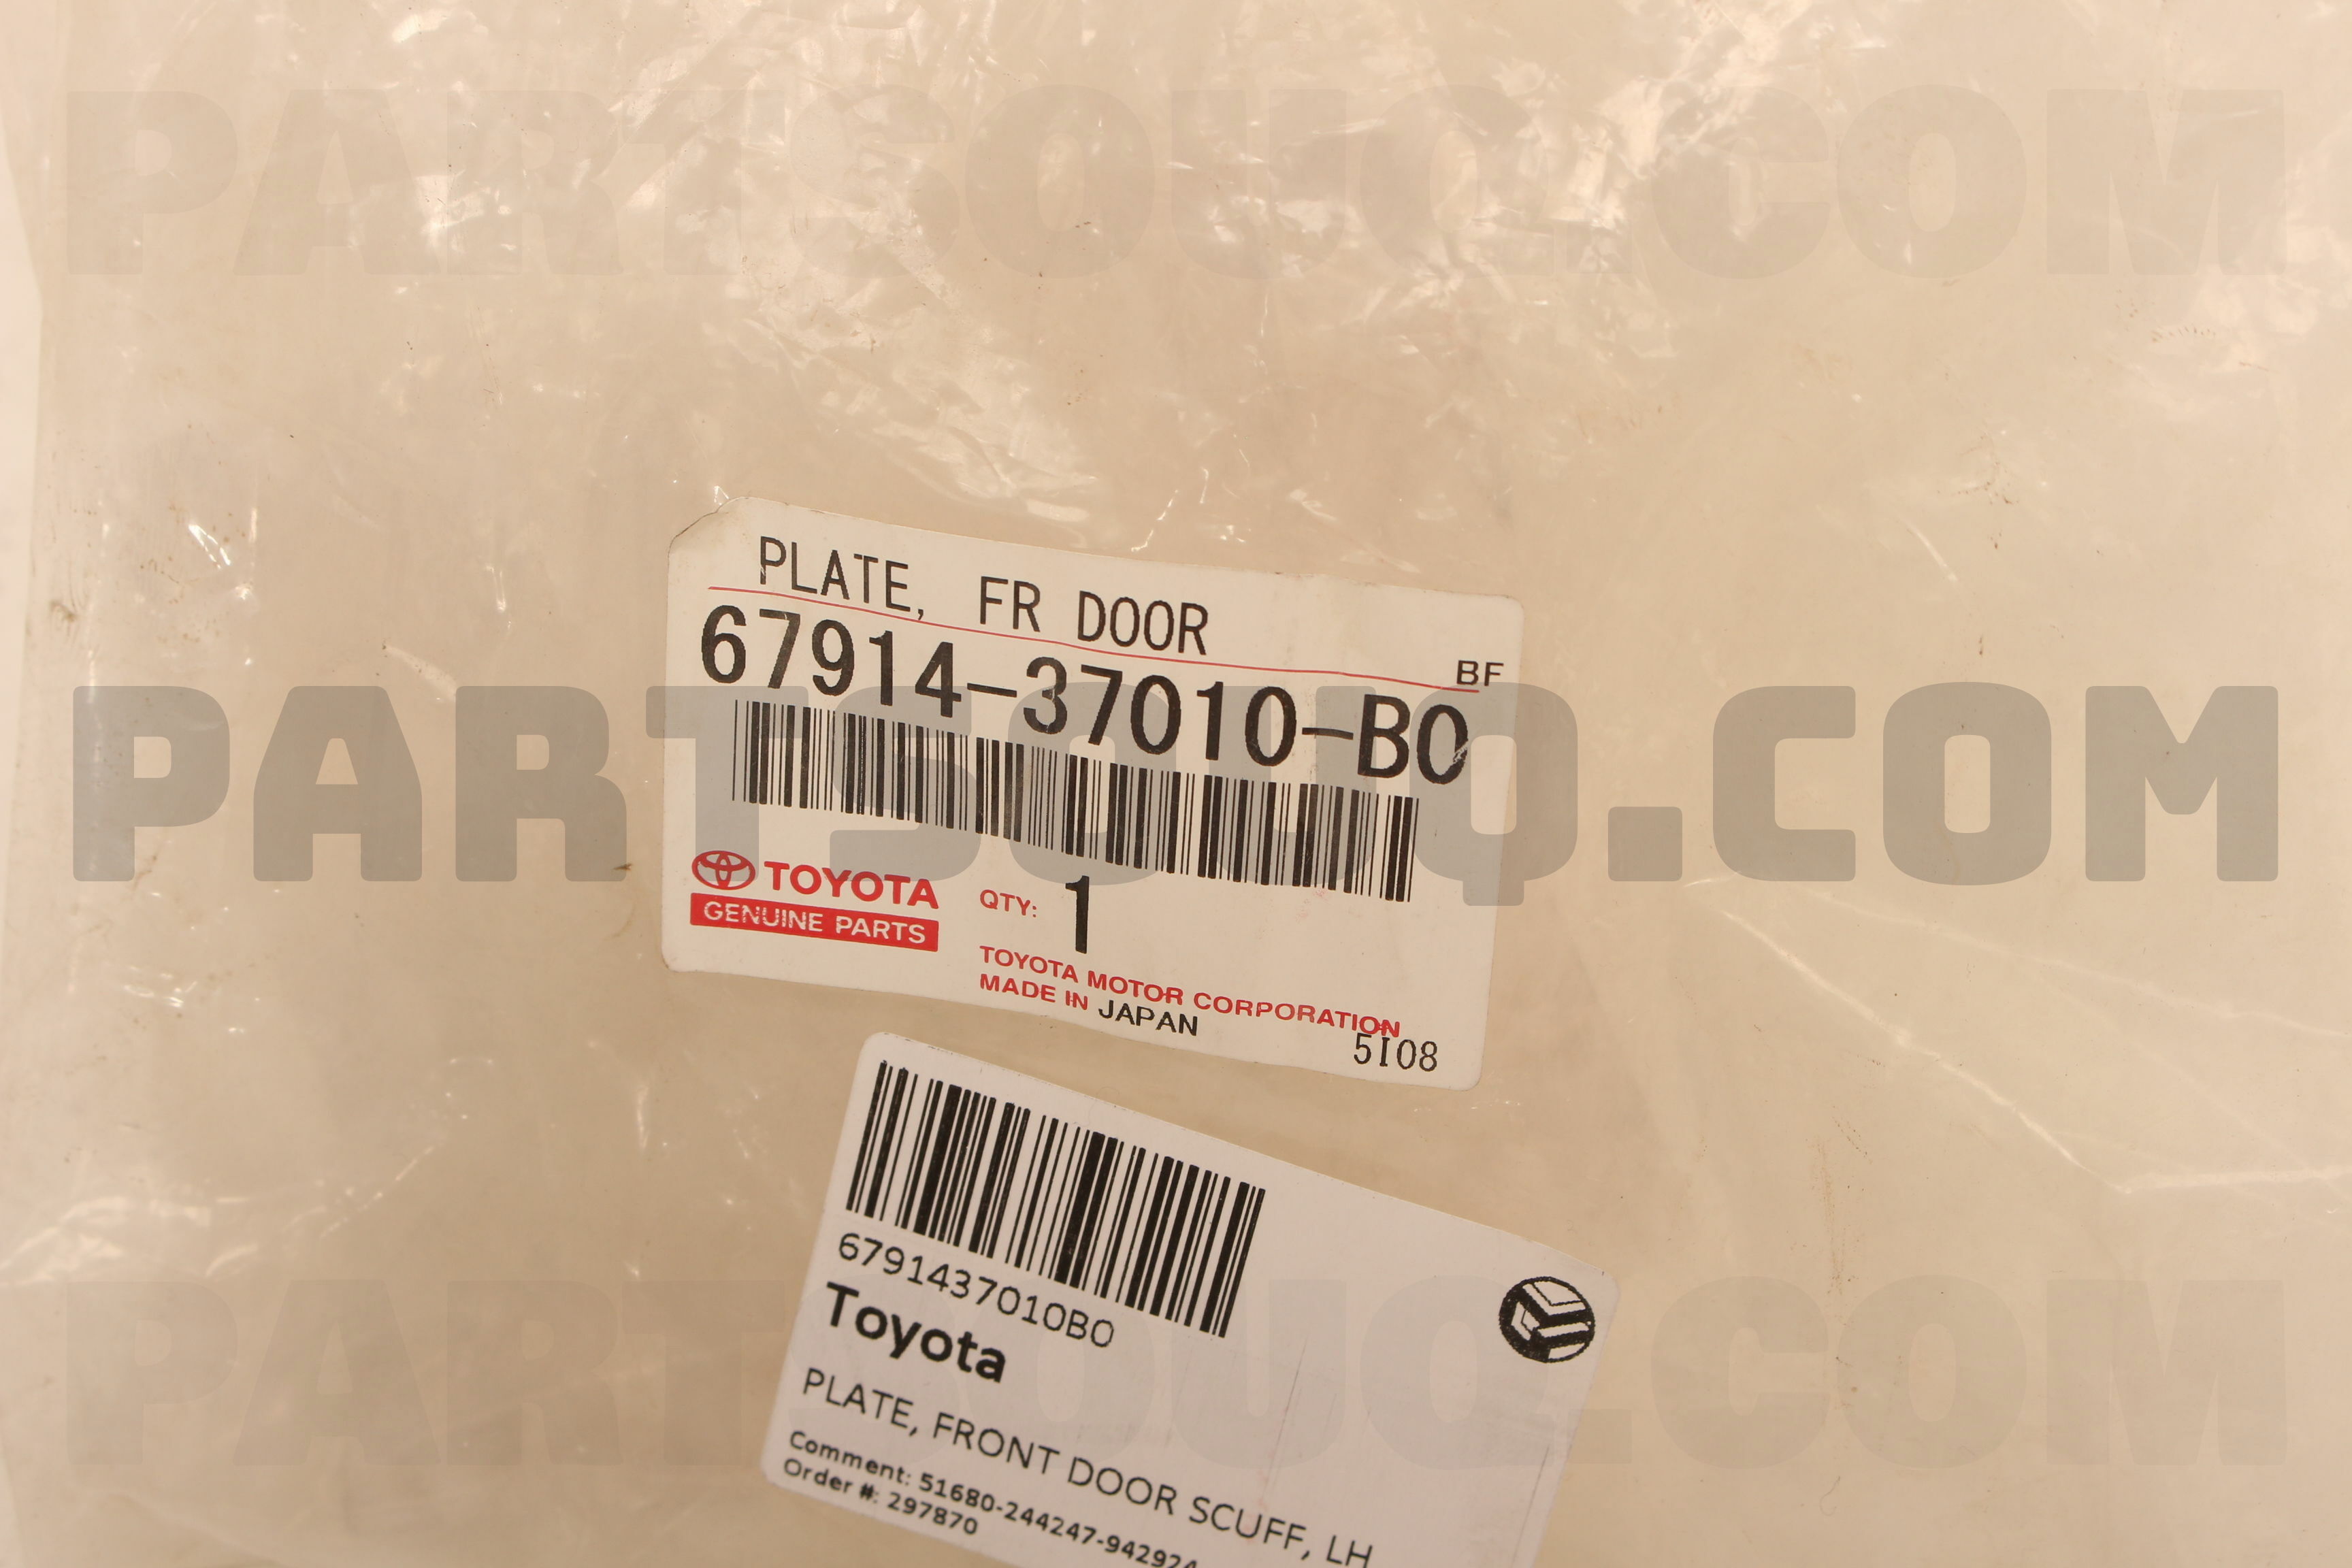 PARTSOUQ.COM
PLATE, FR DOOR
BF
67914-37010-B0
PARTSOUQ.COM
TOYOTA
GENUINE PARTS
QTY: 1
TOYOTA MOTOR CORPORATION
MADE IN JAPAN
5I08
6791437010B0
Toyota
PLATE, FRONT DOOR SCUFF, LH
Comment: 51680-244247-942924
Order #: 297870
PARTSOUQ.COM